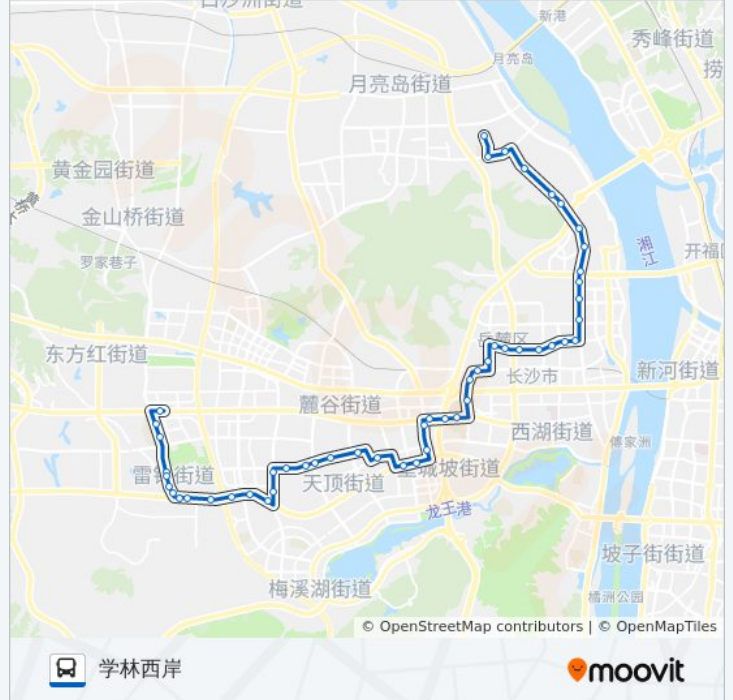 白沙洲街道
新港
秀峰街道
月亮岛
捞
月亮岛街道
黄金园街道
黄桥大
金山桥街道
湘江
开福
罗家巷子
岳麓区
东方红街道
新河街道
长沙市
麓谷街道
西湖街道
傅家洲
望城坡街道
雷锋街道
天顶街道
龙王港
坡子街街道
梅溪湖街道
橘洲公园
© OpenStreetMap contributors | © OpenMapTiles
学林西岸
moovit